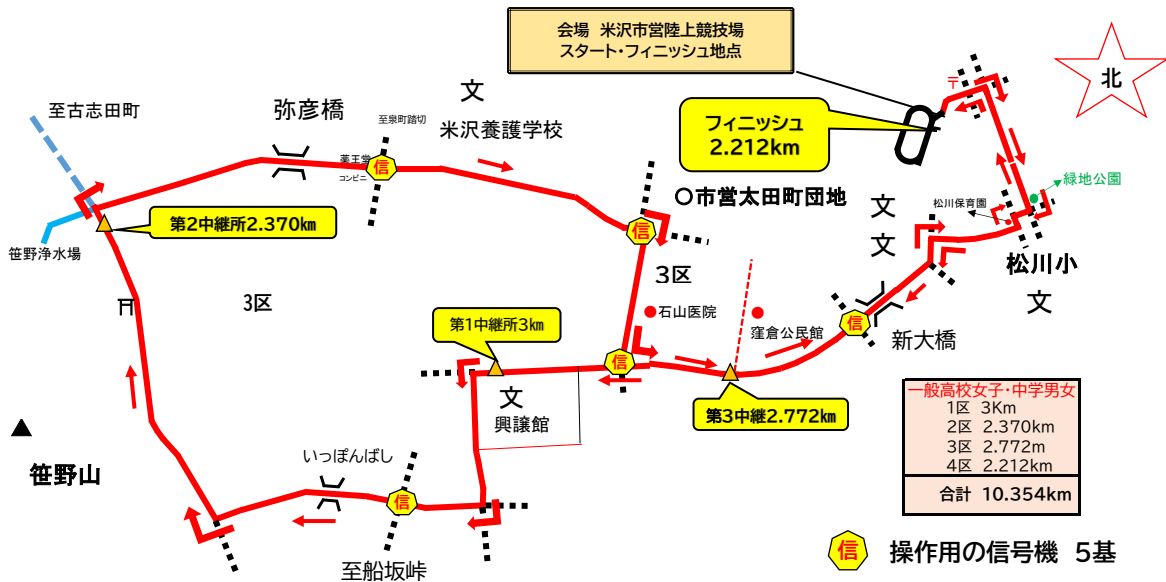 会場 米沢市営陸上競技場
スタート・フィニッシュ地点
北
〒
フィニッシュ
2.212km
至古志田町
弥彦橋
文
米沢養護学校
至泉町踏切
薬王堂
コンビニ
信
第2中継所2.370km
笹野浄水場
信
〇市営太田町団地
文
文
松川保育園
緑地公園
松川小
文
3区
3区
石山医院
窪倉公民館
信
新大橋
第1中継所3km
信
文
興譲館
第3中継2.772km
笹野山
いっぽんばし
信
至船坂峠
一般高校女子・中学男女
1区 3Km
2区 2.370km
3区 2.772m
4区 2.212km
合計 10.354km
信 操作用の信号機 5基